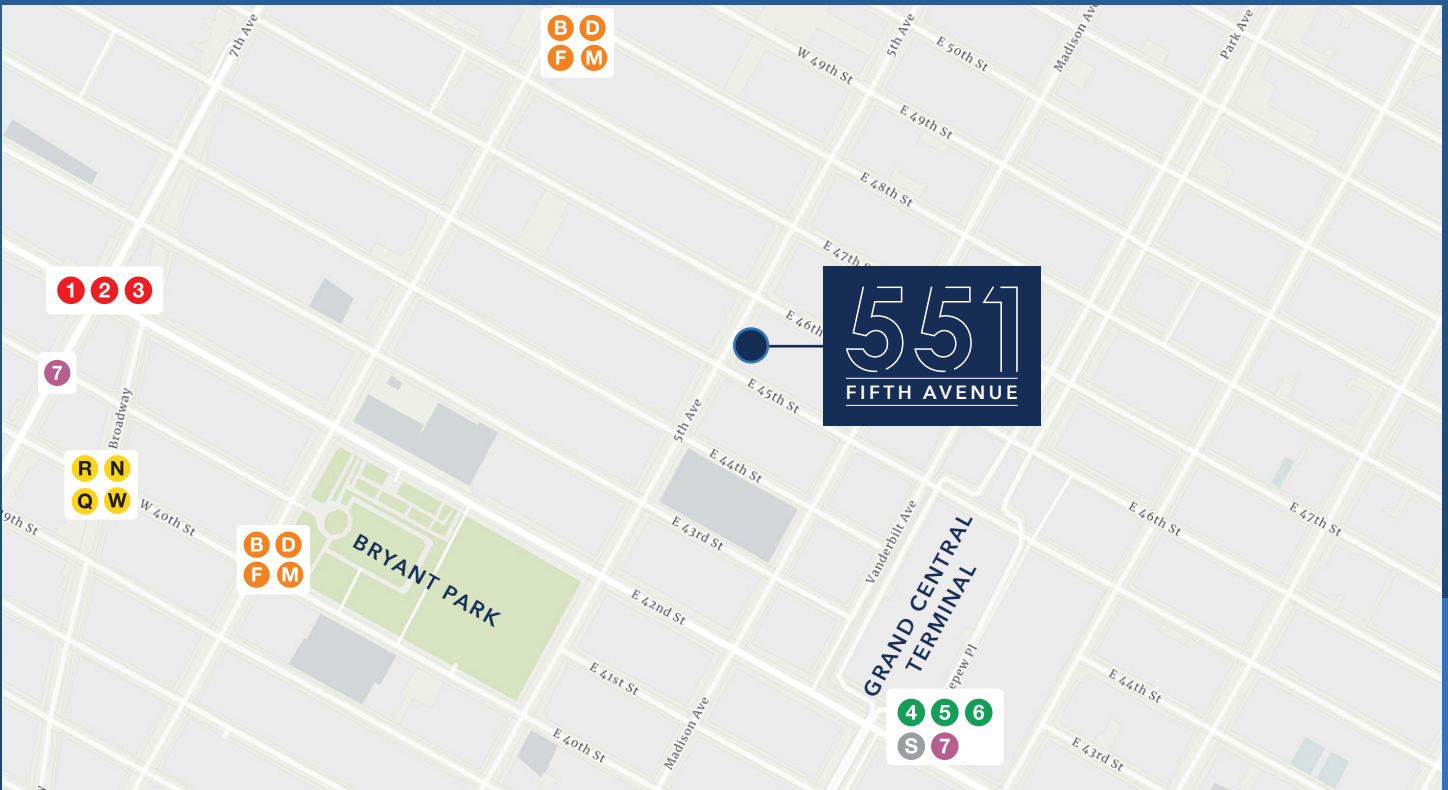 7th Ave
B D
F M
5th Ave
Madison Ave
Park Ave
E 50th St
W 49th St
E 49th St
E 48th St
E 47th
E 46th
551
FIFTH AVENUE
1 2 3
7
Broadway
R N
Q W
W 40th St
9th St
B D
F M
BRYANT PARK
E 45th St
5th Ave
E 44th St
E 43rd St
E 42nd St
E 41st St
E 40th St
Madison Ave
Vanderbilt Ave
GRAND CENTRAL
TERMINAL
epew Pl
4 5 6
S 7
E 46th St
E 47th St
E 44th St
E 43rd St